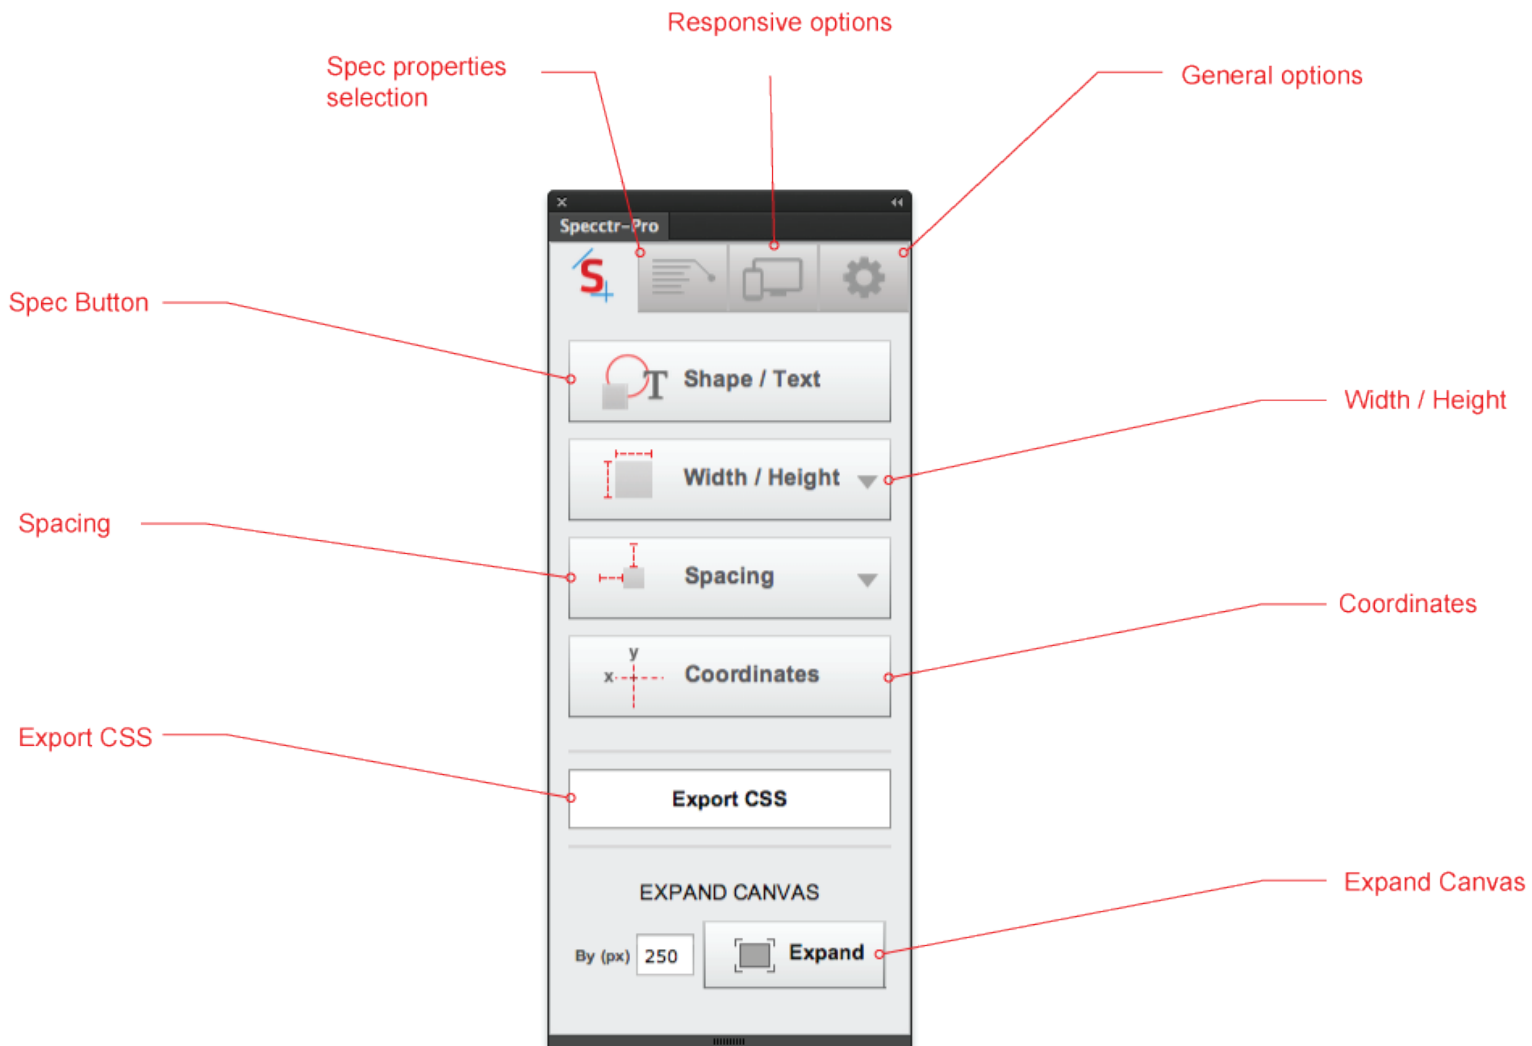 Responsive options
Spec properties
selection
General options
Specctr-Pro
S
Spec Button
T Shape / Text
Width / Height
Width / Height
Spacing
Spacing
Coordinates
y
x
Coordinates
Export CSS
Export CSS
EXPAND CANVAS
Expand Canvas
By (px) 250 Expand